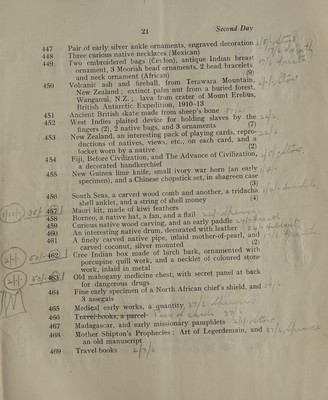 21
Second Day
447 Pair of early silver ankle ornaments, engraved decoration
448 Three curious native necklaces (Mexican)
449 Two embroidered bags (Ceylon), antique Indian breast
ornament, 3 Moorish bead ornaments, 2 bead bracelets
and neck ornament (African) (9)
450 Volcanic ash and fireball, from Terawara Mountain,
New Zealand; extinct palm nut from a buried forest,
Wanganui, N.Z.; lava from crater of Mount Erebus,
British Antarctic Expedition, 1910-13
451 Ancient British skate made from sheep's bone
452 West Indies plaited device for holding slaves by the
fingers (2), 2 native bags, and 3 ornaments (7)
453 New Zealand, an interesting pack of playing cards, repro-
ductions of natives, views, etc., on each card, and a
locket worn by a native (2)
454 Fiji, Before Civilization, and The Advance of Civilization,
a decorated handkerchief
455 New Guinea lime knife, small ivory war horn (an early
specimen), and a Chinese chopstick set, in shagreen case
(3)
456 South Seas, a carved wood comb and another, a tridachs
shell anklet, and a string of shell money (4)
457 Maori kit, made of kiwi feathers
458 Borneo, a native hat, a fan, and a flail
459 Curious native wood carving, and an early paddle
460 An interesting native drum, decorated with leather
461 A finely carved native pipe, inlaid mother-of-pearl, and
carved coconut, silver mounted (2)
462 Cree Indian box made of birch bark, ornamented with
porcupine quill work, and a necklet of coloured stone-
work, inlaid in metal
463 Old mahogany medicine chest, with secret panel at back
for dangerous drugs
464 Fine early specimen of a North African chief's shield, and
3 assegais
465 Medical early works, a quantity
466 Travel books, a parcel
467 Madagascar, and early missionary pamphlets
468 Mother Shipton's Prophecies; Art of Legerdemain, and
an old manuscript
469 Travel books